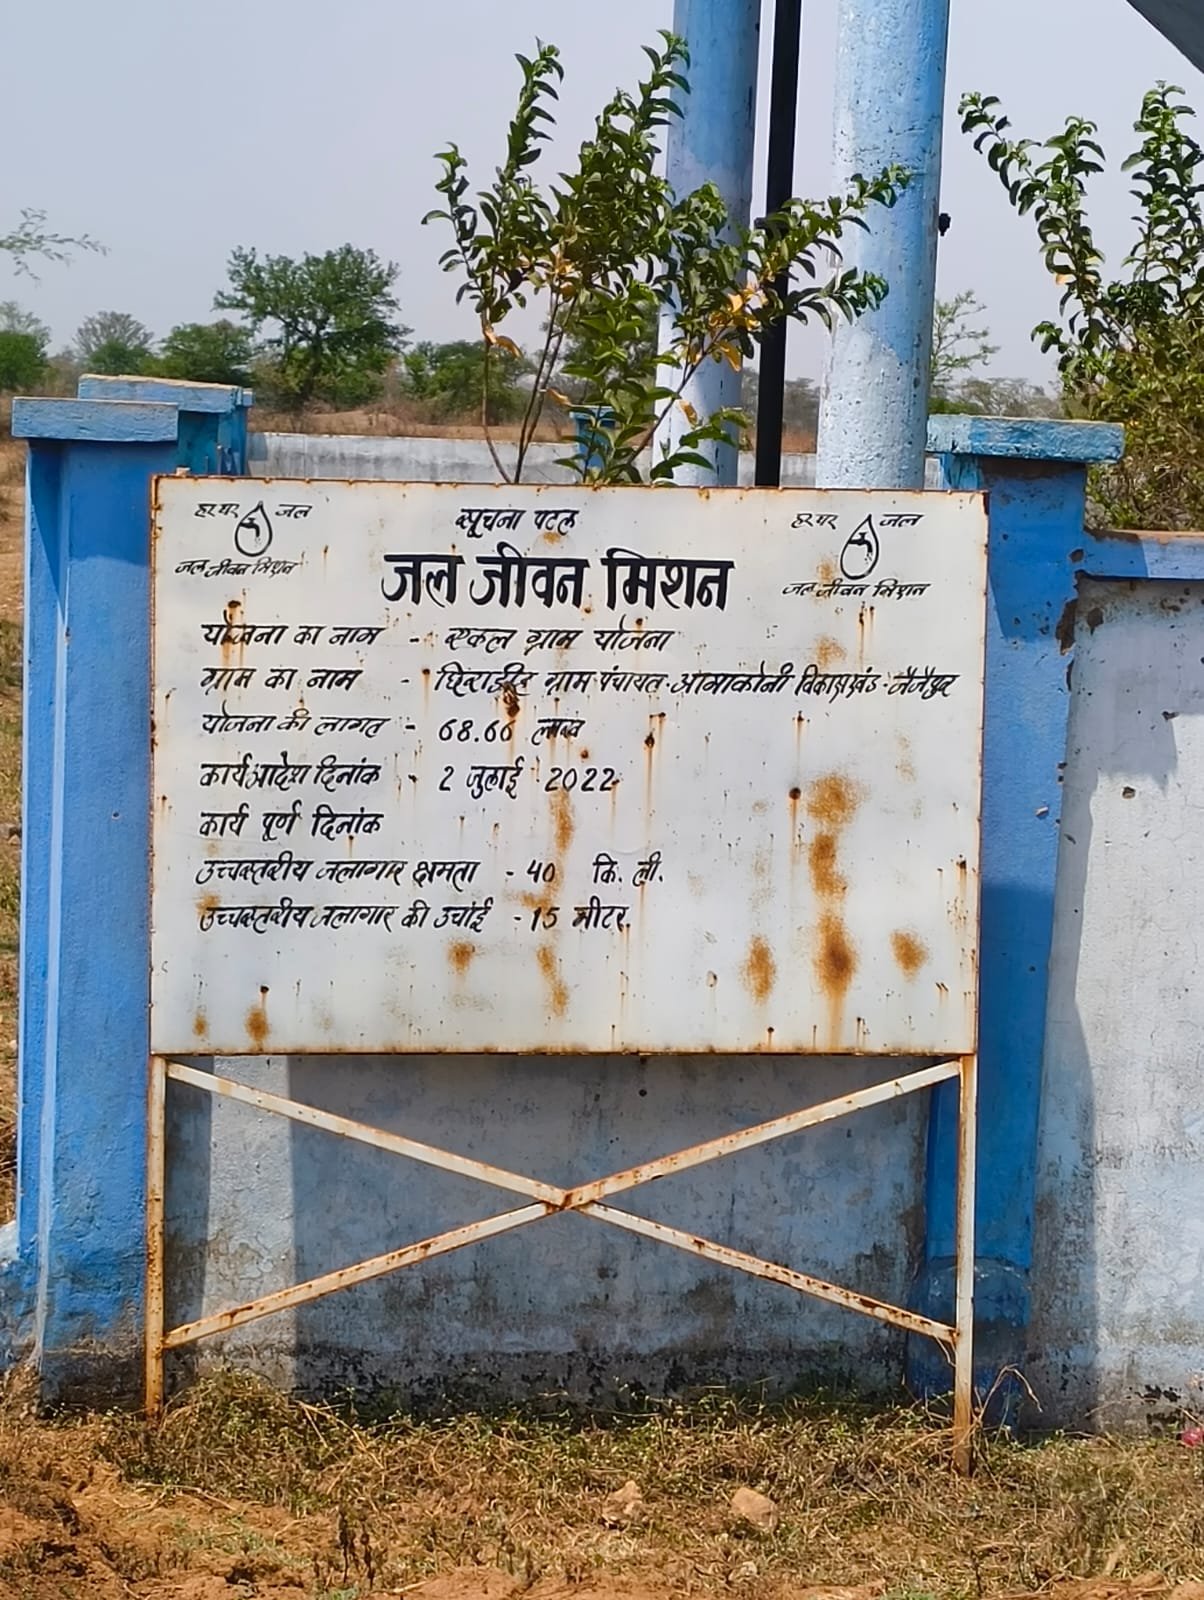 हर घर जल
जल जीवन मिशन
सूचना पटल
हर घर जल
जल जीवन मिशन
जल जीवन मिशन
योजना का नाम - एकल ग्राम योजना
ग्राम का नाम - ग्राम पंचायत - आमाकोनी विकासखंड - जैजैपुर
योजना की लागत - 68.60 लाख
कार्य आदेश दिनांक - 2 जुलाई 2022
कार्य पूर्ण दिनांक
उच्चस्तरीय जलागार क्षमता - 40 कि. ली.
उच्चस्तरीय जलागार की उचांई - 15 मीटर.